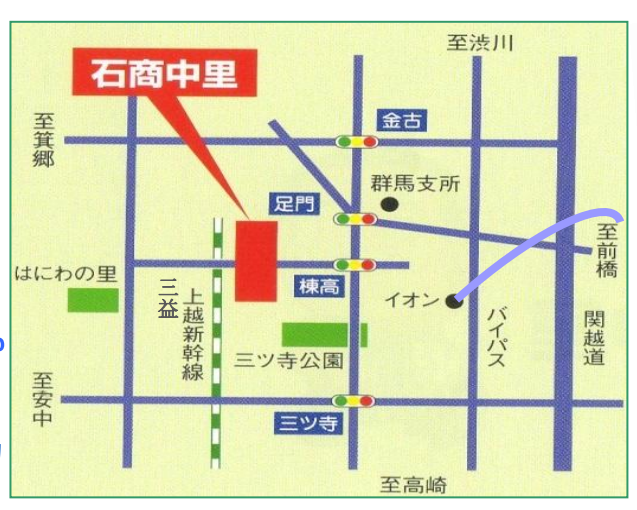 至渋川
石商中里
至箕郷
金古
群馬支所
足門
至前橋
はにわの里
三益
上越新幹線
棟高
イオン
バイパス
関越道
三ツ寺公園
至安中
三ツ寺
至高崎